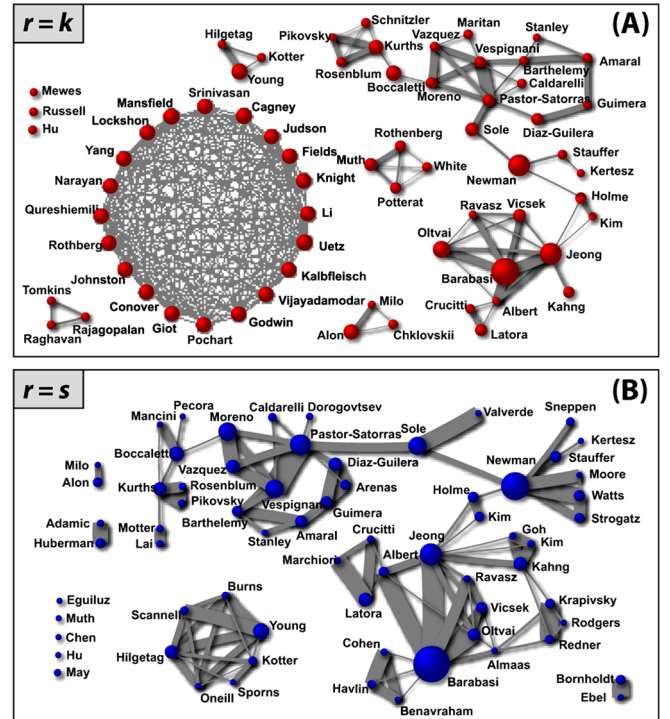 r = k
(A)
Hilgetag
Kotter
Young
Pikovsky
Schnitzler
Kurths
Rosenblum
Boccaletti
Vazquez
Maritan
Vespignani
Stanley
Barthelemy
Amaral
Caldarelli
Moreno
Pastor-Satorras
Guimera
Diaz-Guilera
Sole
Mewes
Russell
Hu
Srinivasan
Mansfield
Cagney
Lockshon
Judson
Yang
Fields
Narayan
Knight
Qureshiemili
Li
Rothberg
Uetz
Johnston
Kalbfleisch
Conover
Vijayadamodar
Giot
Godwin
Pochart
Rothenberg
Muth
White
Potterat
Newman
Stauffer
Kertesz
Holme
Kim
Ravasz
Vicsek
Oltvai
Jeong
Barabasi
Albert
Kahng
Crucitti
Latora
Tomkins
Rajagopalan
Raghavan
Milo
Alon
Chklovskii
r = s
(B)
Pecora
Mancini
Moreno
Caldarelli
Dorogovtsev
Pastor-Satorras
Sole
Valverde
Sneppen
Boccaletti
Vazquez
Diaz-Guilera
Newman
Kertesz
Stauffer
Milo
Alon
Kurths
Rosenblum
Pikovsky
Vespignani
Arenas
Guimera
Moore
Watts
Strogatz
Barthelemy
Amaral
Stanley
Holme
Kim
Adamic
Huberman
Motter
Lai
Crucitti
Jeong
Goh
Kim
Kahng
Marchiori
Albert
Latora
Ravasz
Vicsek
Oltvai
Krapivsky
Rodgers
Redner
Almaas
Barabasi
Cohen
Havlin
Benavraham
Eguiluz
Muth
Chen
Hu
May
Burns
Scannell
Young
Hilgetag
Kotter
Sporns
Oneill
Bornholdt
Ebel